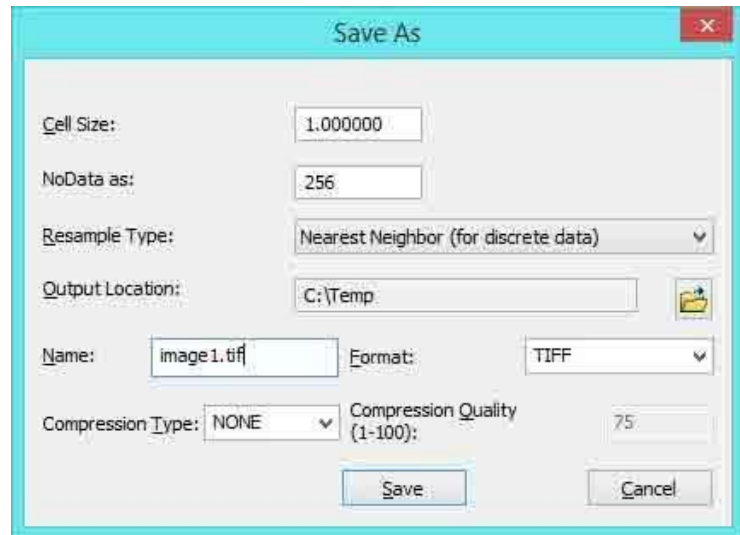 Save As
Cell Size: 1.000000
NoData as: 256
Resample Type: Nearest Neighbor (for discrete data)
Output Location: C:\Temp
Name: image1.tif Format: TIFF
Compression Type: NONE Compression Quality
(1-100): 75
Save Cancel